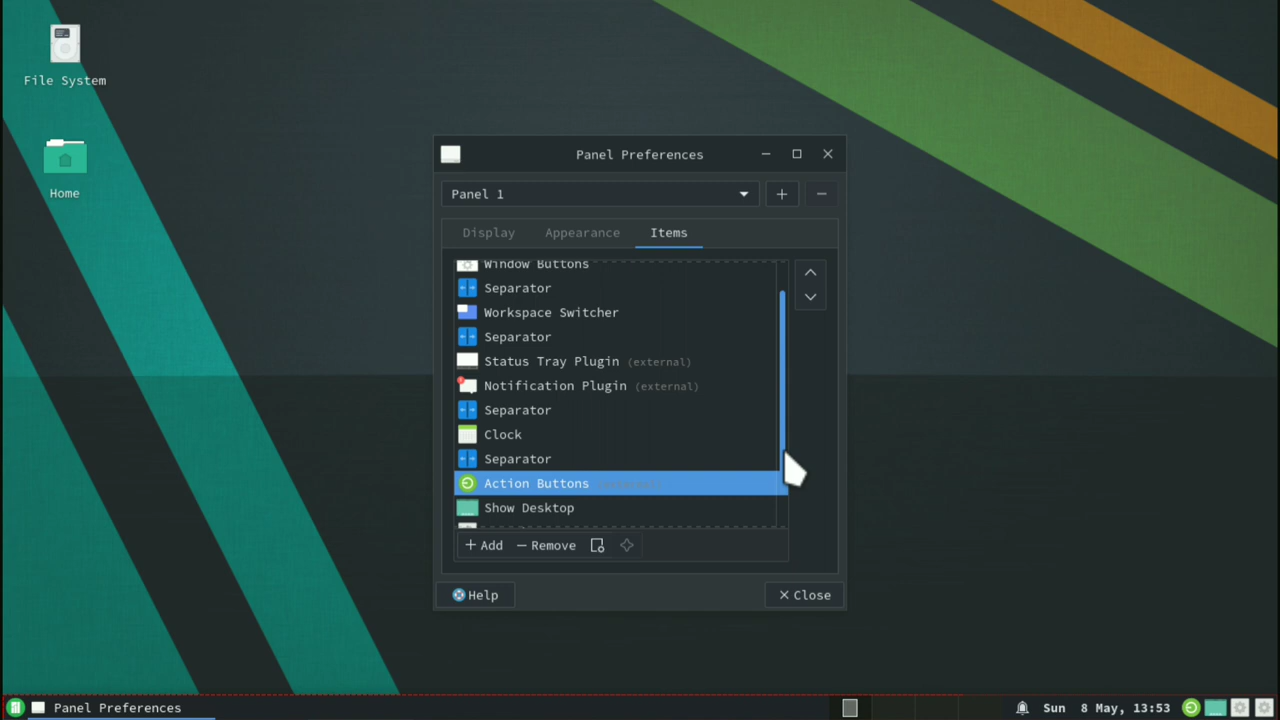 File System
Home
Panel Preferences
Panel 1
Display Appearance Items
Window Buttons
Separator
Workspace Switcher
Separator
Status Tray Plugin (external)
Notification Plugin (external)
Separator
Clock
Separator
Action Buttons (external)
Show Desktop
Add Remove
Help Close
Panel Preferences Sun 8 May, 13:53